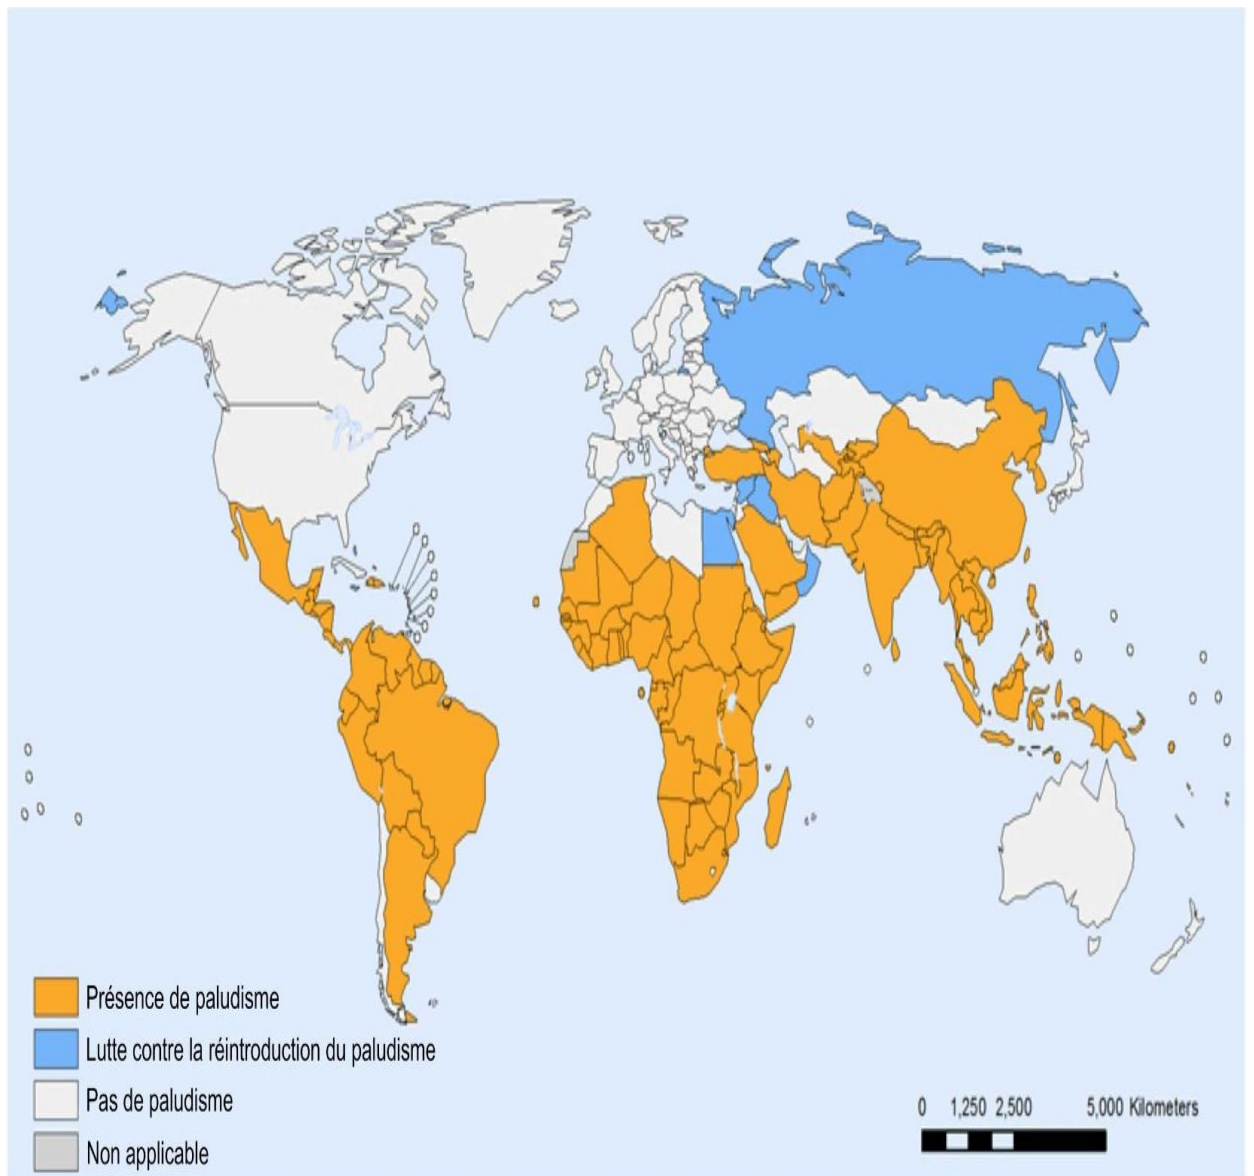 Présence de paludisme
Lutte contre la réintroduction du paludisme
Pas de paludisme
Non applicable
0 1,250 2,500 5,000 Kilometers